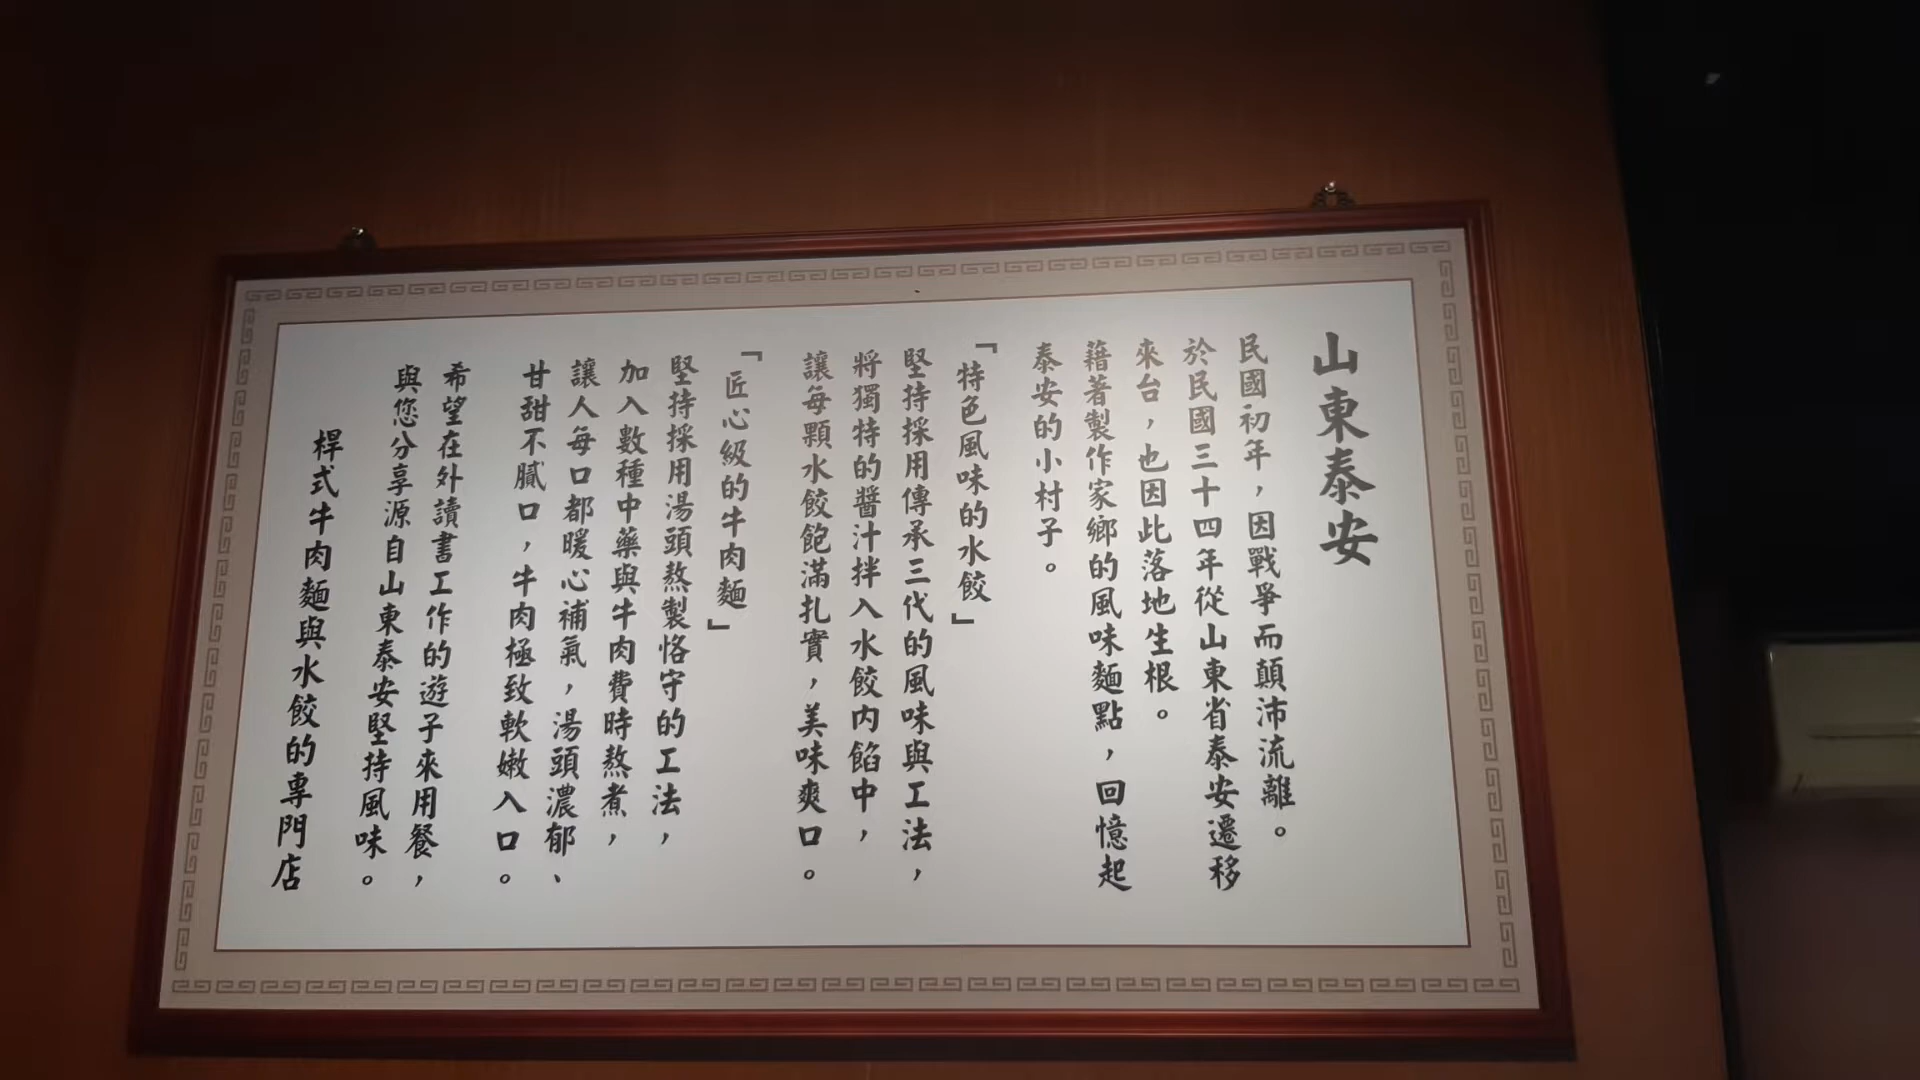 山東泰安
民國初年，因戰爭而顛沛流離。
於民國三十四年從山東省泰安遷移
來台，也因此落地生根。
藉著製作家鄉的風味麵點，回憶起
泰安的小村子。
「特色風味的水餃」
堅持採用傳承三代的風味與工法，
將獨特的醬汁拌入水餃內餡中，
讓每顆水餃飽滿扎實，美味爽口。
「匠心級的牛肉麵」
堅持採用湯頭熬製恪守的工法，
加入數種中藥與牛肉費時熬煮，
讓人每口都暖心補氣，湯頭濃郁、
甘甜不膩口，牛肉極致軟嫩入口。
希望在外讀書工作的遊子來用餐，
與您分享源自山東泰安堅持風味。
桿式牛肉麵與水餃的專門店